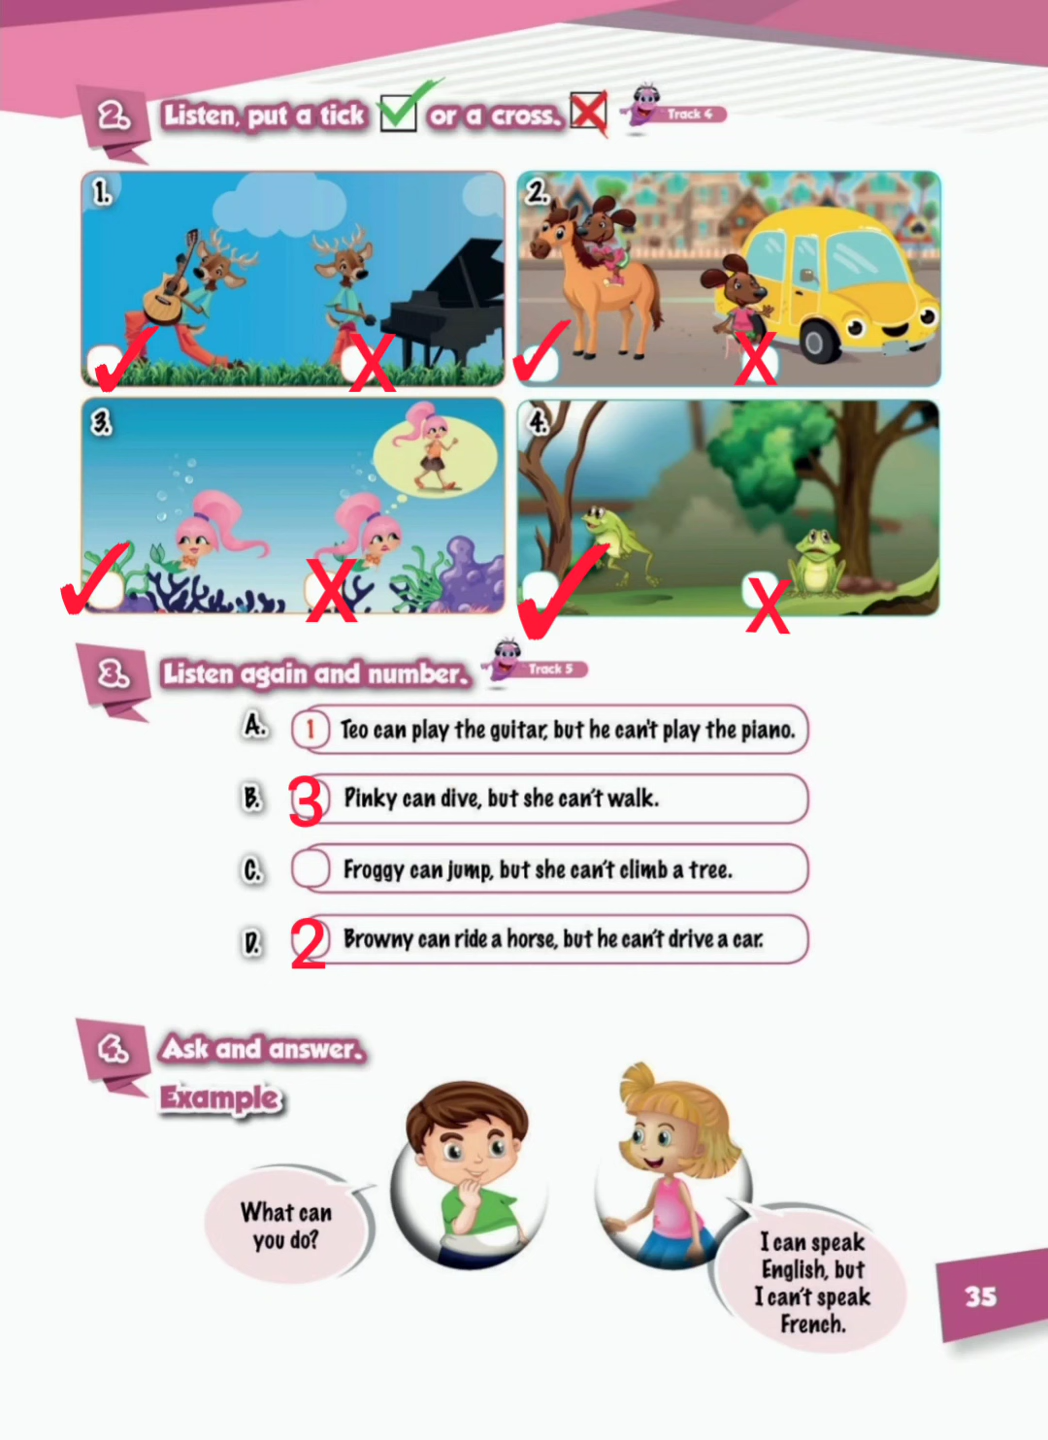 2. Listen, put a tick ✓ or a cross. X Track 4
1.
2.
✓ X
✓ X
3.
4.
✓ X
✓ X
3. Listen again and number. Track 5
A. 1 Teo can play the guitar, but he can't play the piano.
B. 3 Pinky can dive, but she can't walk.
C. Froggy can jump, but she can't climb a tree.
D. 2 Browny can ride a horse, but he can't drive a car.
4. Ask and answer.
Example
What can
you do?
I can speak
English, but
I can't speak
French.
35